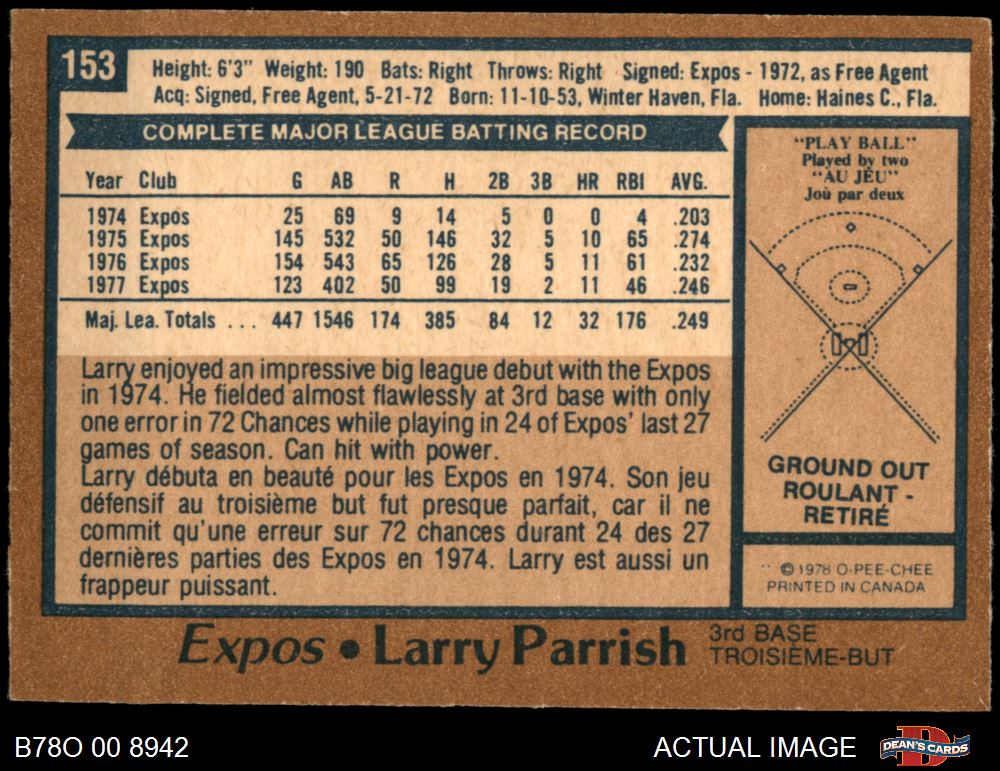 153
Height: 6'3" Weight: 190 Bats: Right Throws: Right Signed: Expos - 1972, as Free Agent
Acq: Signed, Free Agent, 5-21-72 Born: 11-10-53, Winter Haven, Fla. Home: Haines C., Fla.
COMPLETE MAJOR LEAGUE BATTING RECORD
Year Club G AB R H 2B 3B HR RBI AVG.
1974 Expos 25 69 9 14 5 0 0 4 .203
1975 Expos 145 532 50 146 32 5 10 65 .274
1976 Expos 154 543 65 126 28 5 11 61 .232
1977 Expos 123 402 50 99 19 2 11 46 .246
Maj. Lea. Totals ... 447 1546 174 385 84 12 32 176 .249
Larry enjoyed an impressive big league debut with the Expos
in 1974. He fielded almost flawlessly at 3rd base with only
one error in 72 Chances while playing in 24 of Expos' last 27
games of season. Can hit with power.
Larry débuta en beauté pour les Expos en 1974. Son jeu
défensif au troisième but fut presque parfait, car il ne
commit qu'une erreur sur 72 chances durant 24 des 27
dernières parties des Expos en 1974. Larry est aussi un
frappeur puissant.
"PLAY BALL"
Played by two
"AU JEU"
Joù par deux
GROUND OUT
ROULANT -
RETIRÉ
© 1978 O-PEE-CHEE
PRINTED IN CANADA
Expos • Larry Parrish
3rd BASE
TROISIÈME-BUT
B78O 00 8942
ACTUAL IMAGE
DEAN'S CARDS